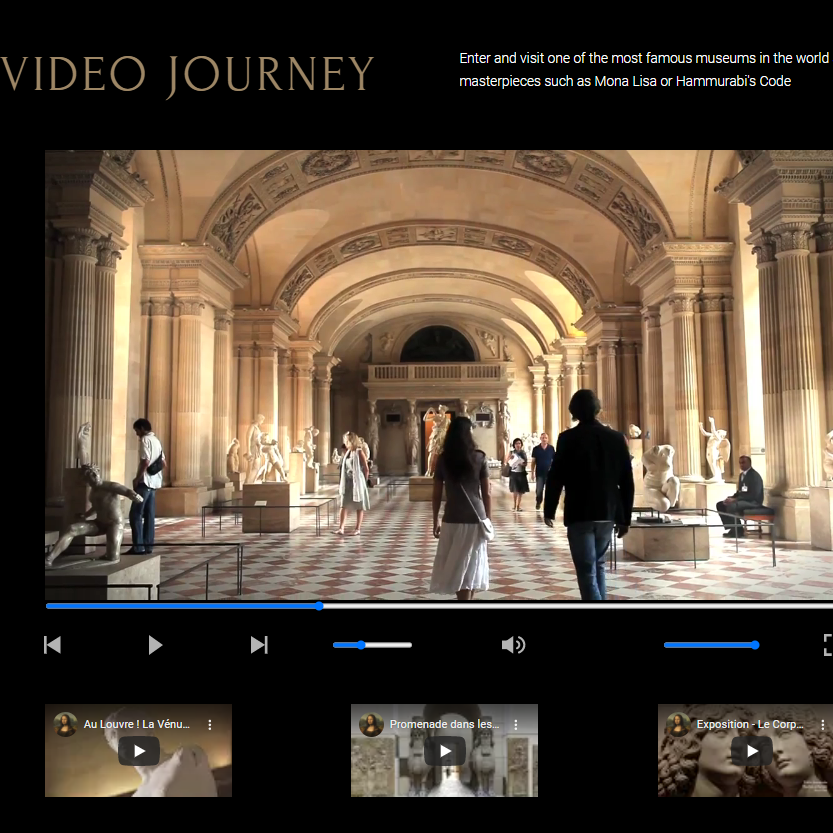 VIDEO JOURNEY
Enter and visit one of the most famous museums in the world
masterpieces such as Mona Lisa or Hammurabi's Code
Au Louvre ! La Vénu...
Promenade dans les...
Exposition - Le Corp...